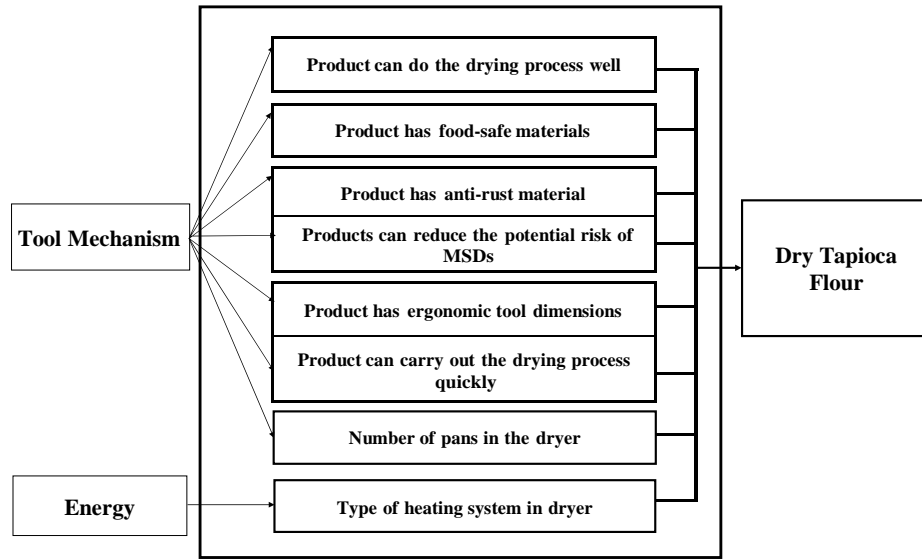 Product can do the drying process well
Product has food-safe materials
Product has anti-rust material
Tool Mechanism
Products can reduce the potential risk of
MSDs
Dry Tapioca
Flour
Product has ergonomic tool dimensions
Product can carry out the drying process
quickly
Number of pans in the dryer
Energy
Type of heating system in dryer